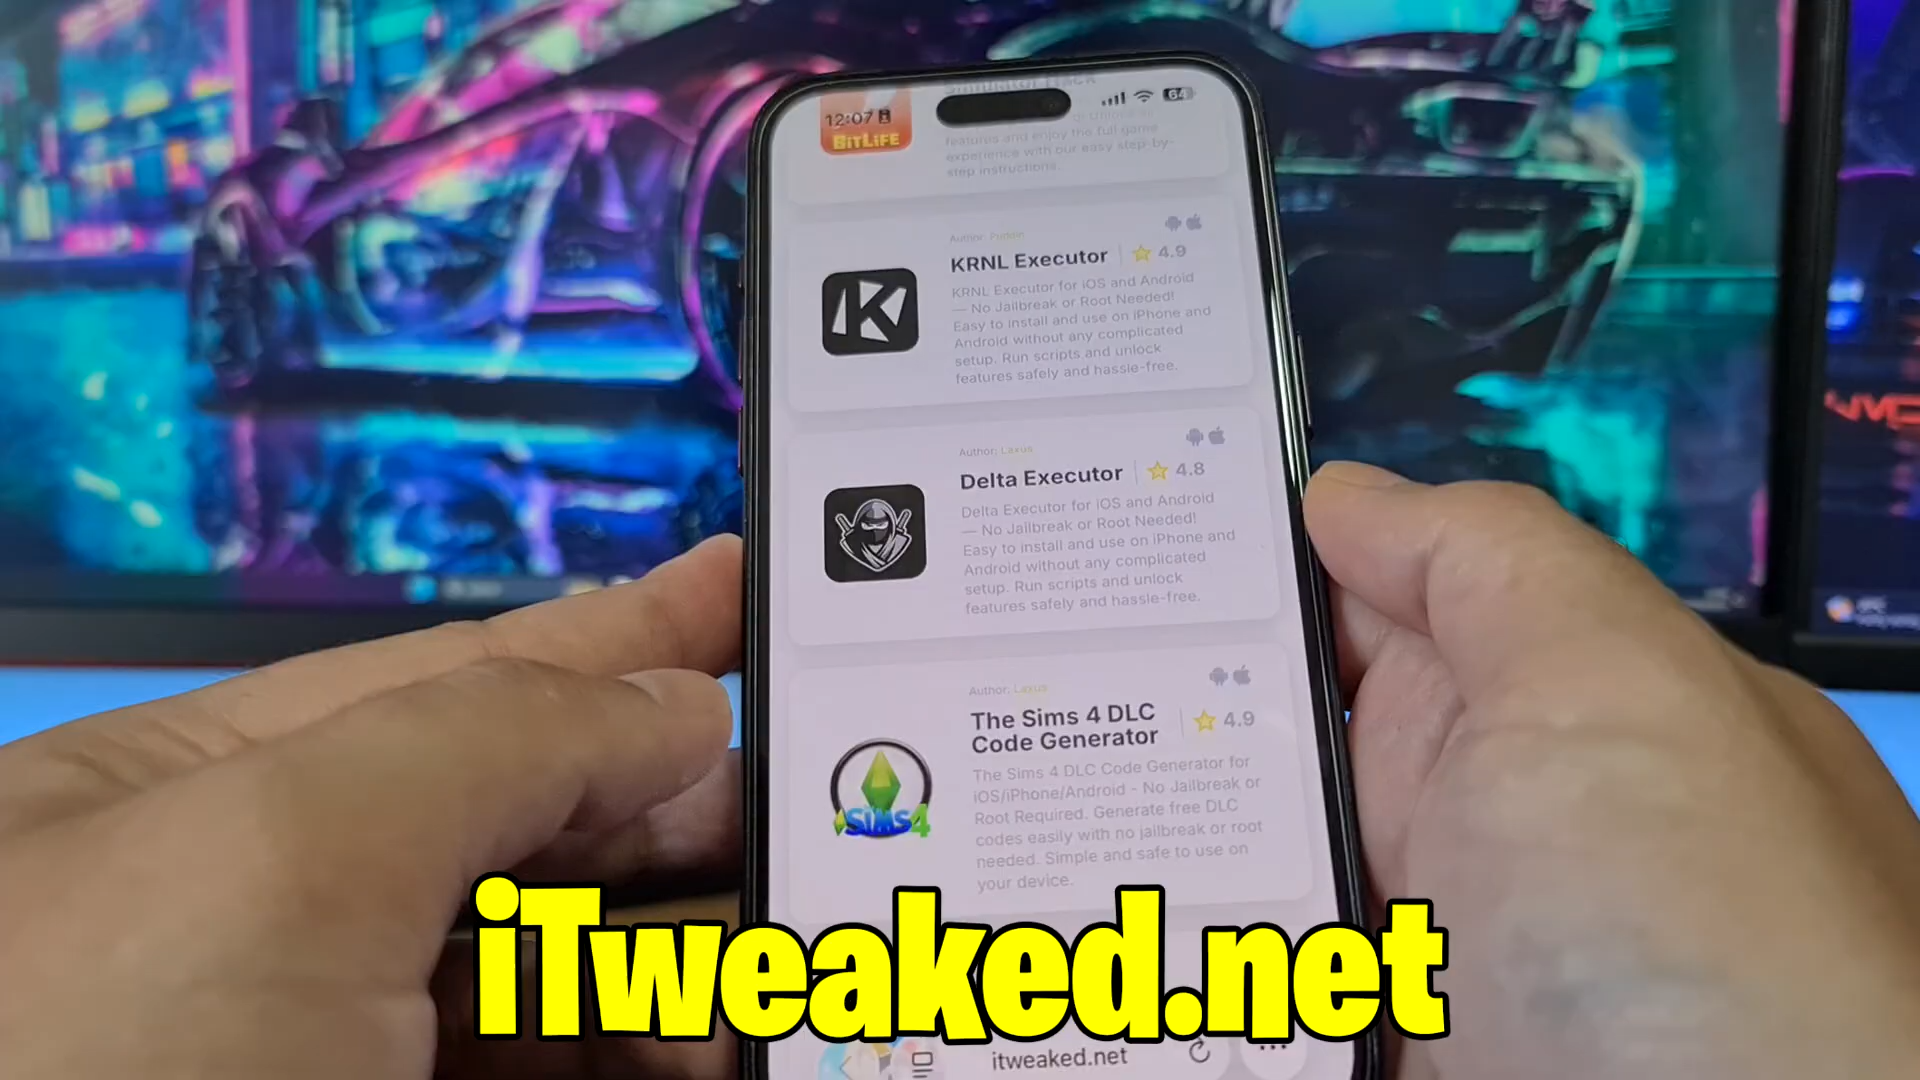 12:07
64
BITLIFE
features and enjoy the full game
experience with our easy step-by-
step instructions.
Author:
KRNL Executor
4.9
KRNL Executor for iOS and Android
— No Jailbreak or Root Needed!
Easy to install and use on iPhone and
Android without any complicated
setup. Run scripts and unlock
features safely and hassle-free.
Author: Laxus
Delta Executor
4.8
Delta Executor for iOS and Android
— No Jailbreak or Root Needed!
Easy to install and use on iPhone and
Android without any complicated
setup. Run scripts and unlock
features safely and hassle-free.
Author: Laxus
The Sims 4 DLC
Code Generator
4.9
The Sims 4 DLC Code Generator for
iOS/iPhone/Android - No Jailbreak or
Root Required. Generate free DLC
codes easily with no jailbreak or root
needed. Simple and safe to use on
your device.
SiMS4
iTweaked.net
itweaked.net